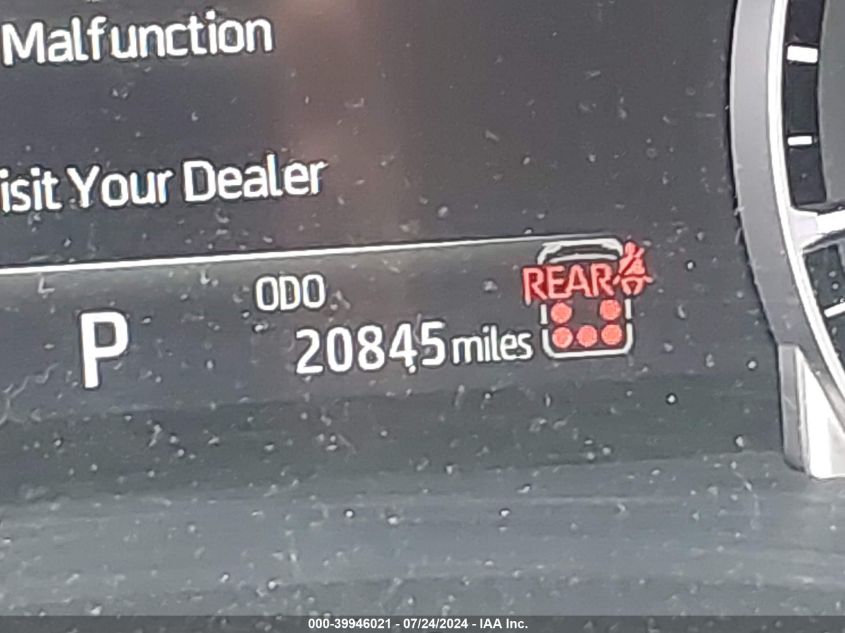 Malfunction
isit Your Dealer
ODO
REAR
P
20845 miles
000-39946021 - 07/24/2024 - IAA Inc.